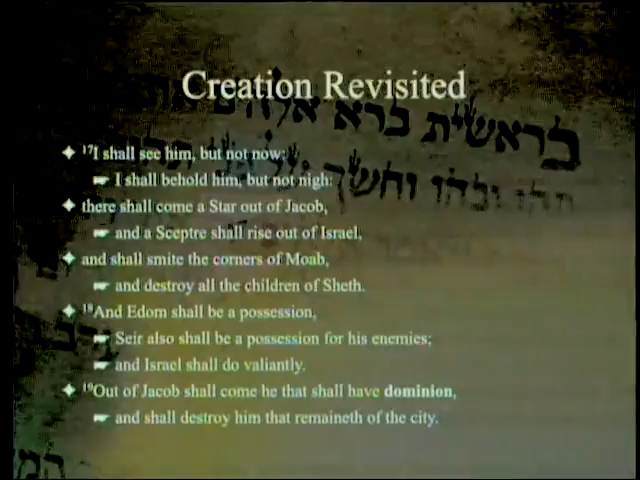 Creation Revisited
17I shall see him, but not now:
I shall behold him, but not nigh:
there shall come a Star out of Jacob,
and a Sceptre shall rise out of Israel,
and shall smite the corners of Moab,
and destroy all the children of Sheth.
18And Edom shall be a possession,
Seir also shall be a possession for his enemies;
and Israel shall do valiantly.
19Out of Jacob shall come he that shall have dominion,
and shall destroy him that remaineth of the city.
בראשית ברא אלהים